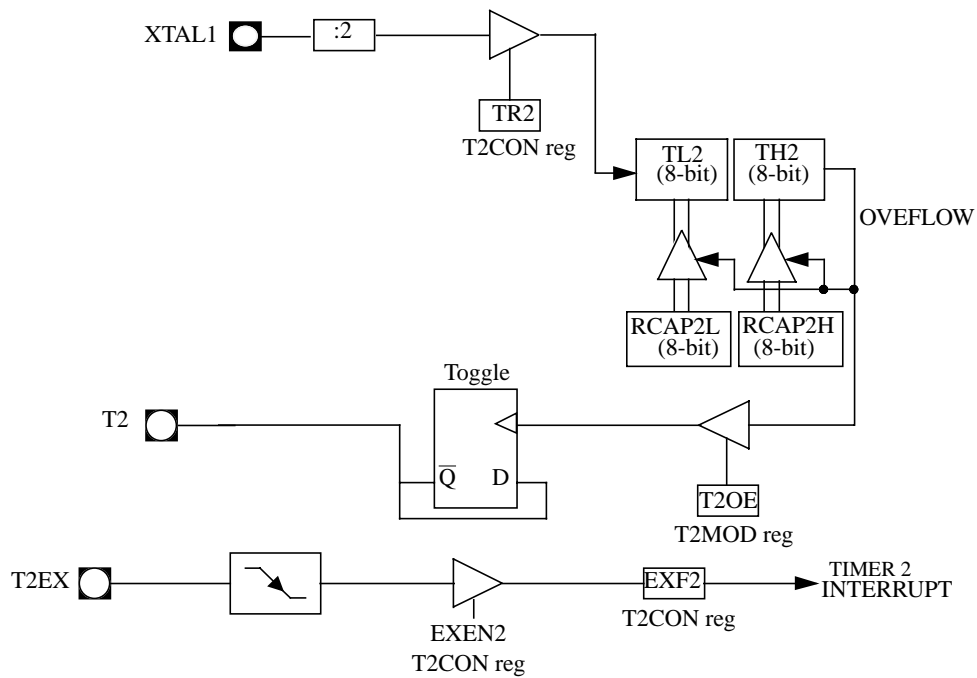 XTAL1
:2
TR2
T2CON reg
TL2
(8-bit)
TH2
(8-bit)
OVEFLOW
RCAP2L
(8-bit)
RCAP2H
(8-bit)
Toggle
T2
Q̅
D
T2OE
T2MOD reg
T2EX
EXEN2
T2CON reg
EXF2
T2CON reg
TIMER 2
INTERRUPT